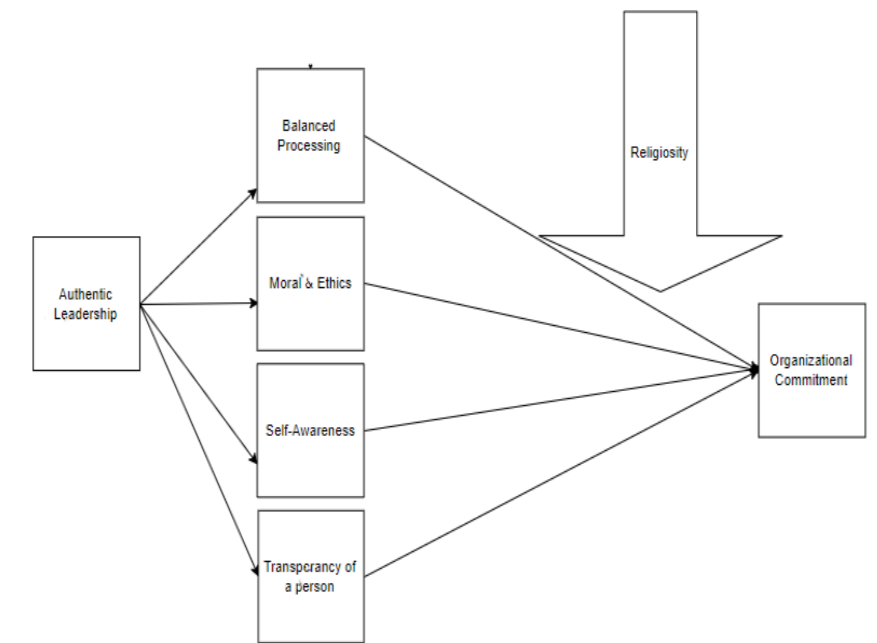 Balanced
Processing
Religiosity
Moral & Ethics
Authentic
Leadership
Organizational
Commitment
Self-Awareness
Transperancy of
a person